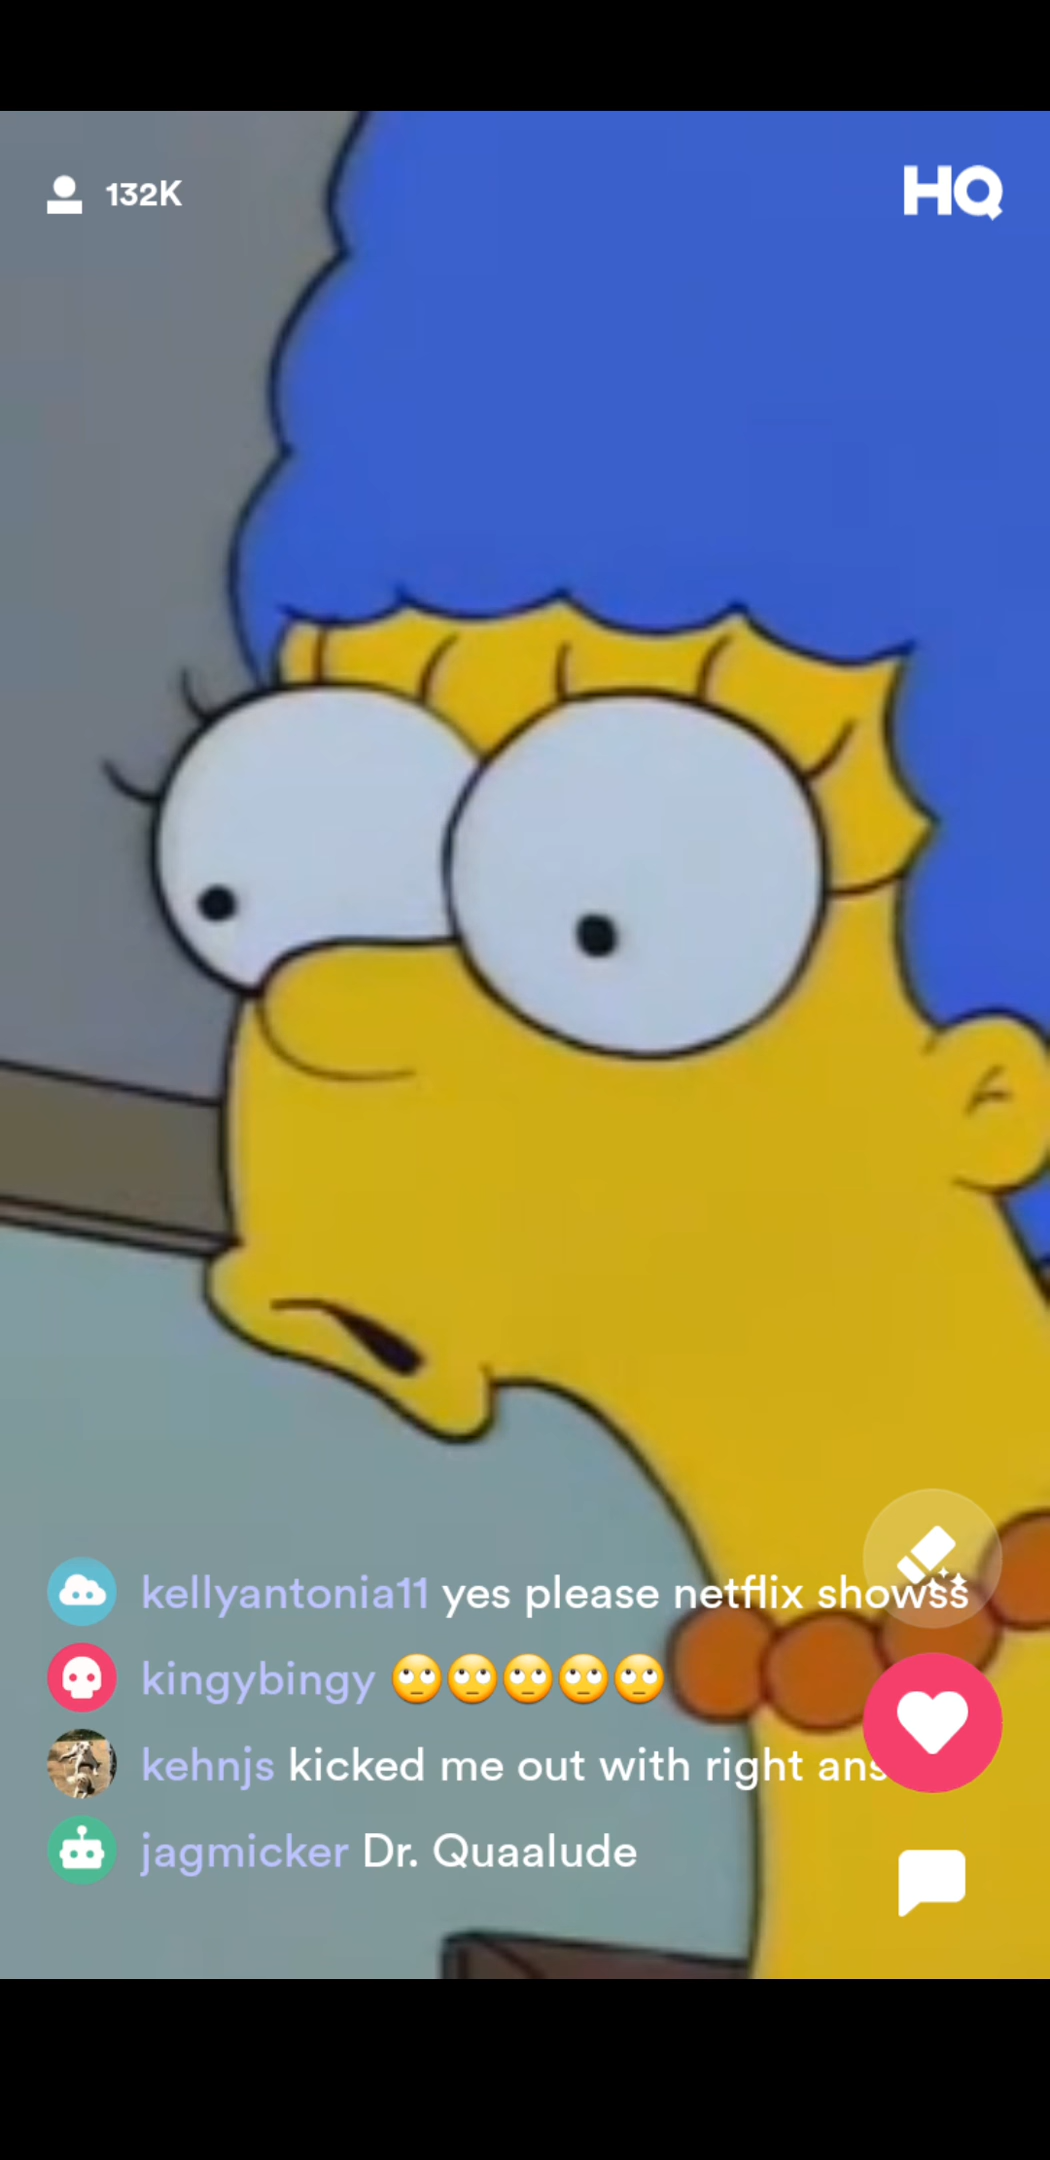 132K
HQ
kellyantonia11 yes please netflix showss
kingybingy 🙄🙄🙄🙄🙄
kehnjs kicked me out with right ans
jagmicker Dr. Quaalude